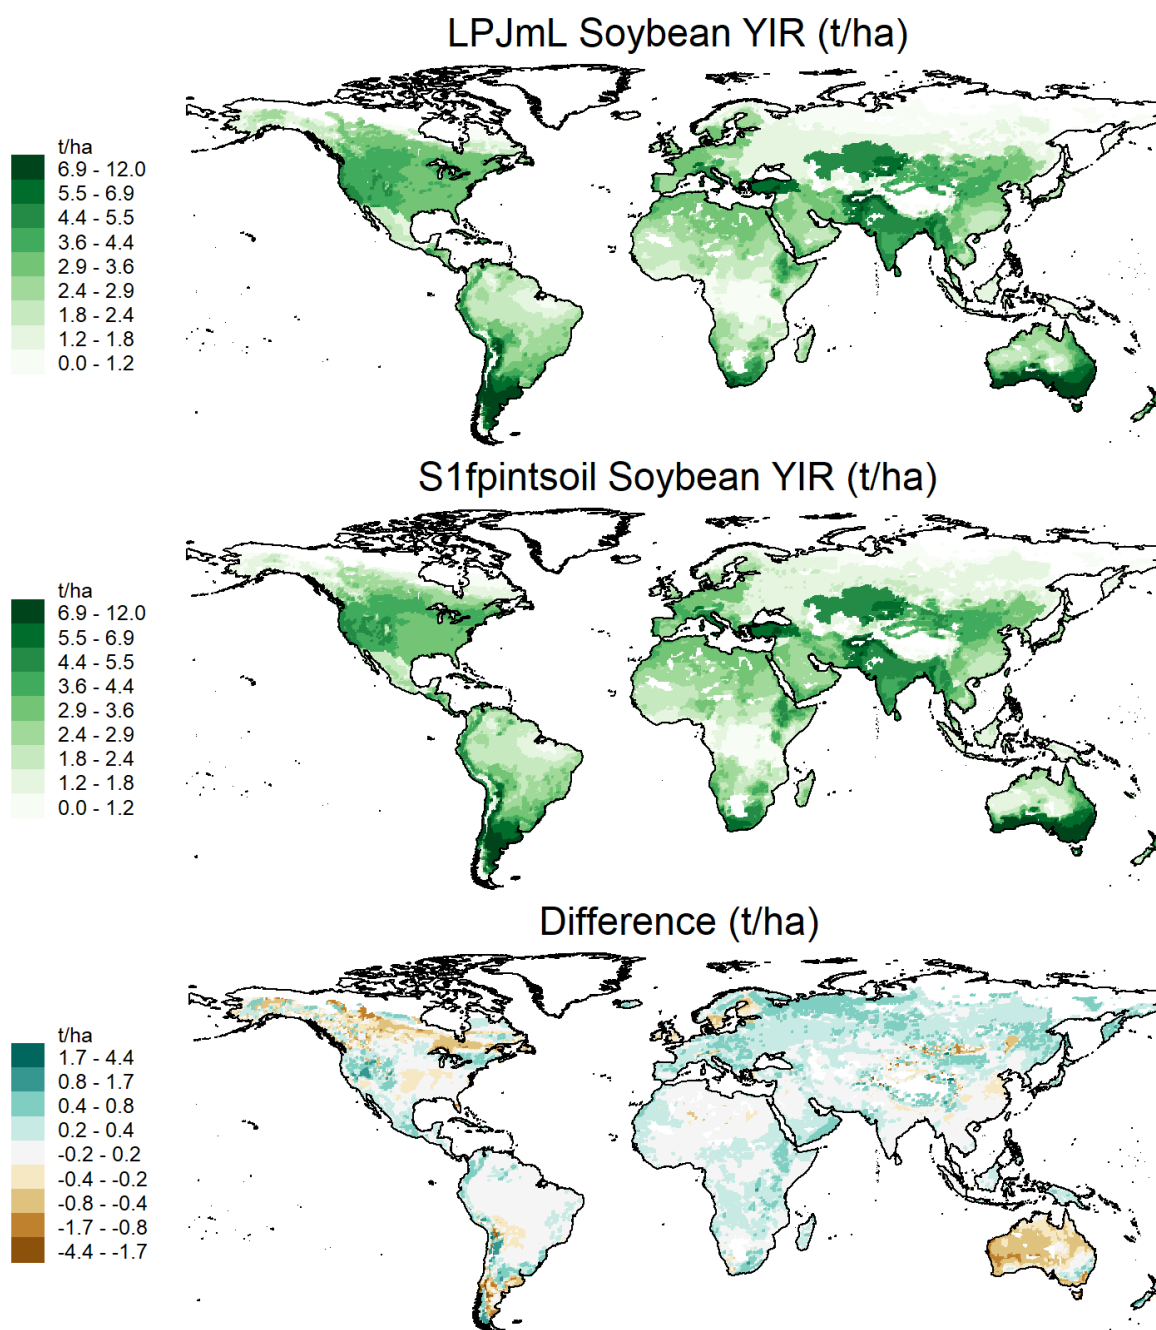 LPJmL Soybean YIR (t/ha)
t/ha
6.9 - 12.0
5.5 - 6.9
4.4 - 5.5
3.6 - 4.4
2.9 - 3.6
2.4 - 2.9
1.8 - 2.4
1.2 - 1.8
0.0 - 1.2
S1fpintsoil Soybean YIR (t/ha)
t/ha
6.9 - 12.0
5.5 - 6.9
4.4 - 5.5
3.6 - 4.4
2.9 - 3.6
2.4 - 2.9
1.8 - 2.4
1.2 - 1.8
0.0 - 1.2
Difference (t/ha)
t/ha
1.7 - 4.4
0.8 - 1.7
0.4 - 0.8
0.2 - 0.4
-0.2 - 0.2
-0.4 - -0.2
-0.8 - -0.4
-1.7 - -0.8
-4.4 - -1.7